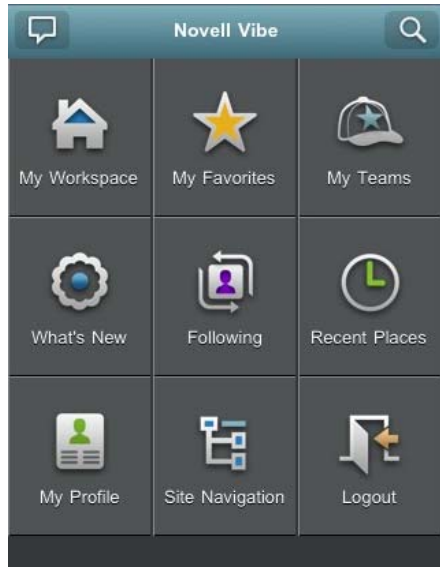 Novell Vibe
My Workspace
My Favorites
My Teams
What's New
Following
Recent Places
My Profile
Site Navigation
Logout